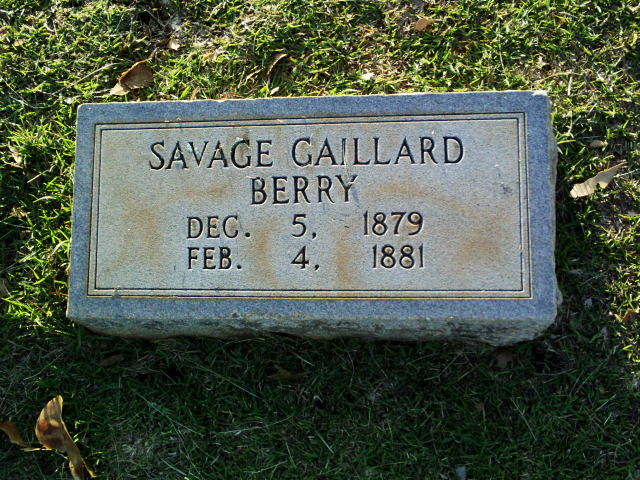 SAVAGE GAILLARD
BERRY
DEC. 5, 1879
FEB. 4, 1881